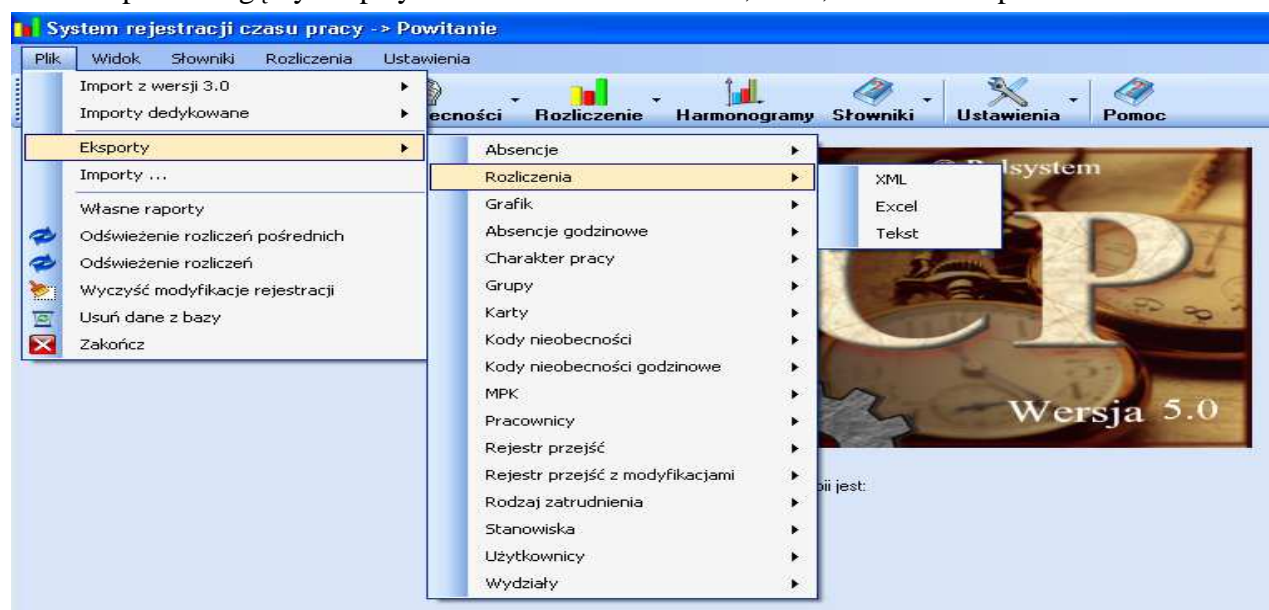 System rejestracji czasu pracy -> Powitanie
Plik Widok Słowniki Rozliczenia Ustawienia
ecności Rozliczenie Harmonogramy Słowniki Ustawienia Pomoc
Import z wersji 3.0
Importy dedykowane
Eksporty
Importy ...
Własne raporty
Odświeżenie rozliczeń pośrednich
Odświeżenie rozliczeń
Wyczyść modyfikacje rejestracji
Usuń dane z bazy
Zakończ
Absencje
Rozliczenia
Grafik
Absencje godzinowe
Charakter pracy
Grupy
Karty
Kody nieobecności
Kody nieobecności godzinowe
MPK
Pracownicy
Rejestr przejść
Rejestr przejść z modyfikacjami
Rodzaj zatrudnienia
Stanowiska
Użytkownicy
Wydziały
XML
Excel
Tekst
system
CP
Wersja 5.0
ii jest: